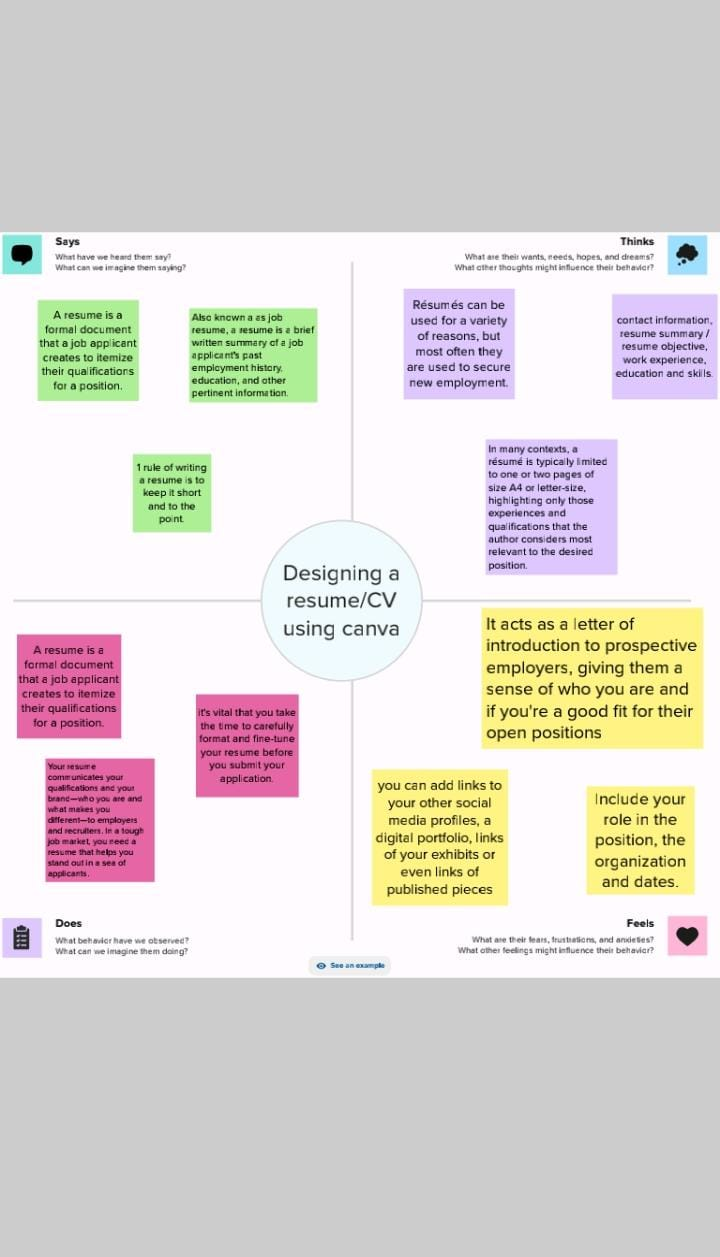 Says
What have we heard them say?
What can we imagine them saying?
Thinks
What are their wants, needs, hopes, and dreams?
What other thoughts might influence their behavior?
A resume is a
formal document
that a job applicant
creates to itemize
their qualifications
for a position.
Also known a as job
resume, a resume is a brief
written summary of a job
applicant's past
employment history,
education, and other
pertinent information.
1 rule of writing
a resume is to
keep it short
and to the
point.
Résumés can be
used for a variety
of reasons, but
most often they
are used to secure
new employment.
contact information,
resume summary /
resume objective,
work experience,
education and skills.
In many contexts, a
résumé is typically limited
to one or two pages of
size A4 or letter-size,
highlighting only those
experiences and
qualifications that the
author considers most
relevant to the desired
position.
Designing a
resume/CV
using canva
A resume is a
formal document
that a job applicant
creates to itemize
their qualifications
for a position.
it's vital that you take
the time to carefully
format and fine-tune
your resume before
you submit your
application.
Your resume
communicates your
qualifications and your
brand—who you are and
what makes you
different—to employers
and recruiters. In a tough
job market, you need a
resume that helps you
stand out in a sea of
applicants.
It acts as a letter of
introduction to prospective
employers, giving them a
sense of who you are and
if you're a good fit for their
open positions
you can add links to
your other social
media profiles, a
digital portfolio, links
of your exhibits or
even links of
published pieces
Include your
role in the
position, the
organization
and dates.
Does
What behavior have we observed?
What can we imagine them doing?
Feels
What are their fears, frustrations, and anxieties?
What other feelings might influence their behavior?
See an example